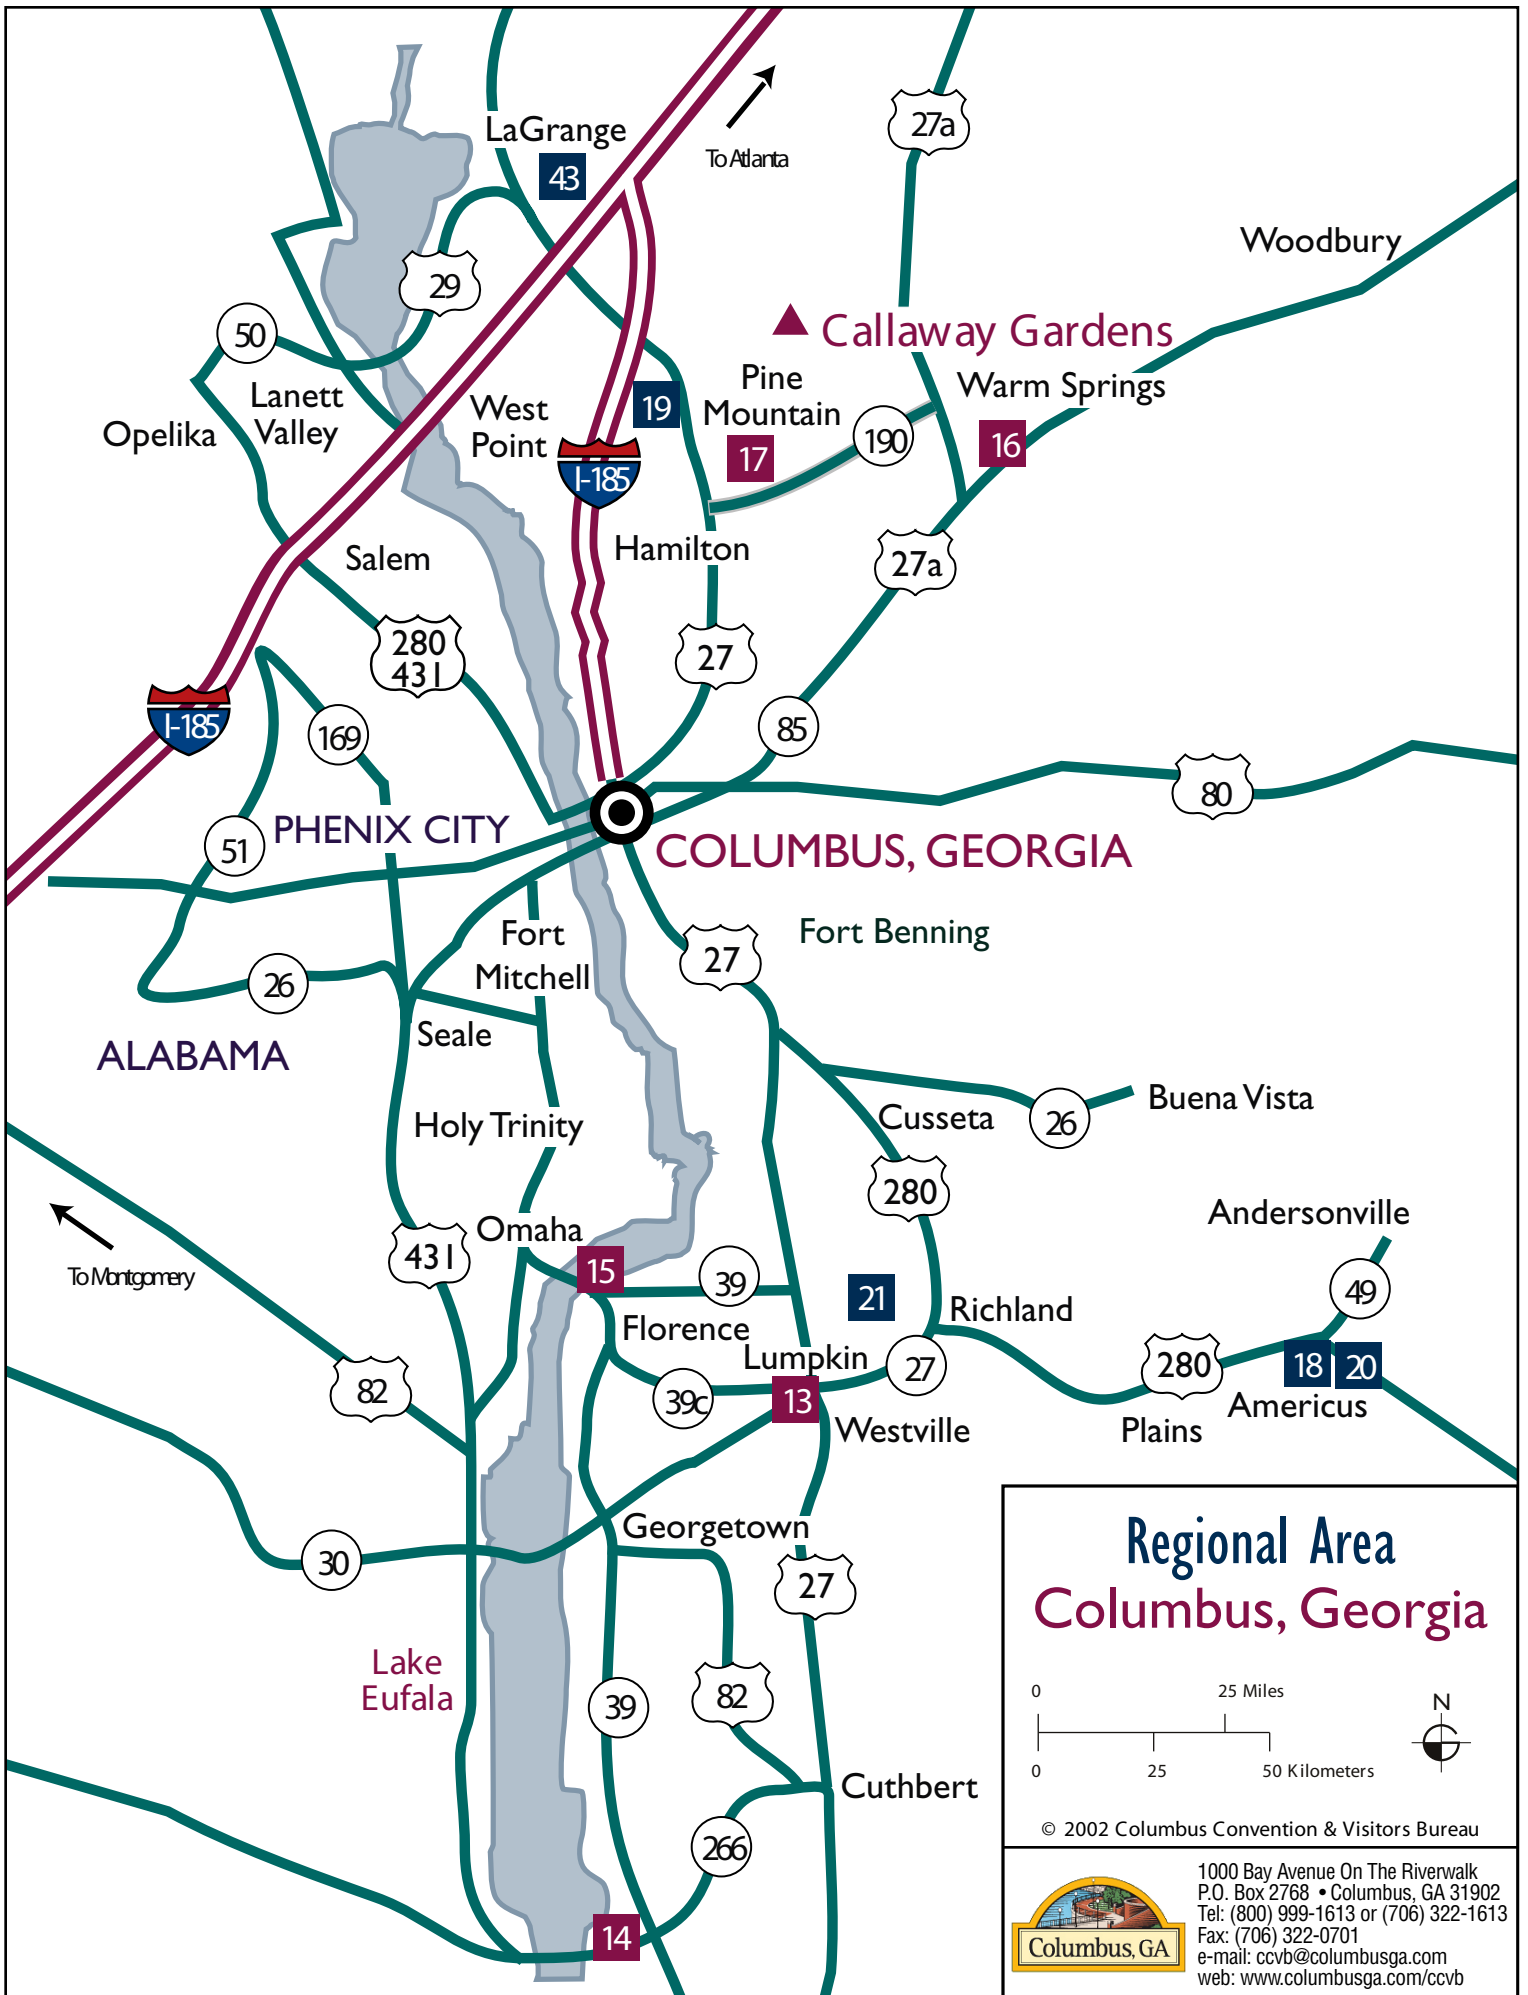 27a
LaGrange
To Atlanta
43
Woodbury
29
50
Callaway Gardens
Pine
Mountain
Warm Springs
Lanett
Valley
West
Point
19
Opelika
190
16
17
I-185
Salem
Hamilton
27a
280
431
27
I-185
169
85
80
PHENIX CITY
51
COLUMBUS, GEORGIA
Fort
Mitchell
Fort Benning
27
26
Seale
ALABAMA
Holy Trinity
Cusseta
26
Buena Vista
280
Andersonville
Omaha
431
To Montgomery
15
39
21
49
Richland
Florence
Lumpkin
27
280
18
20
82
39c
13
Americus
Westville
Plains
Georgetown
30
27
Lake
Eufala
82
39
Cuthbert
266
14
Regional Area
Columbus, Georgia
0
25 Miles
N
0
25
50 Kilometers
© 2002 Columbus Convention & Visitors Bureau
Columbus, GA
1000 Bay Avenue On The Riverwalk
P.O. Box 2768 • Columbus, GA 31902
Tel: (800) 999-1613 or (706) 322-1613
Fax: (706) 322-0701
e-mail: ccvb@columbusga.com
web: www.columbusga.com/ccvb